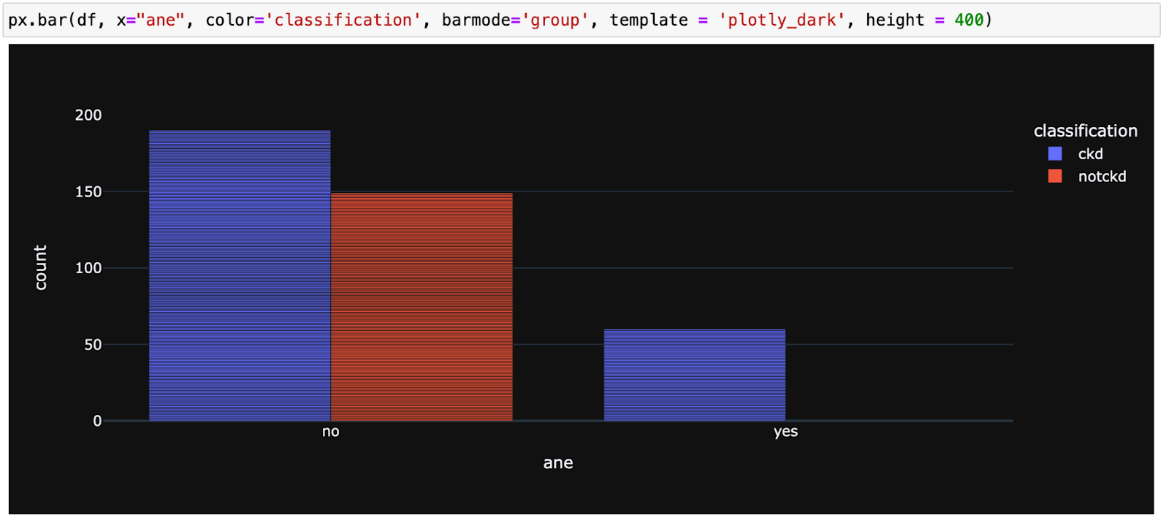 px.bar(df, x="ane", color='classification', barmode='group', template = 'plotly_dark', height = 400)
200
150
100
50
0
count
no
yes
ane
classification
ckd
notckd